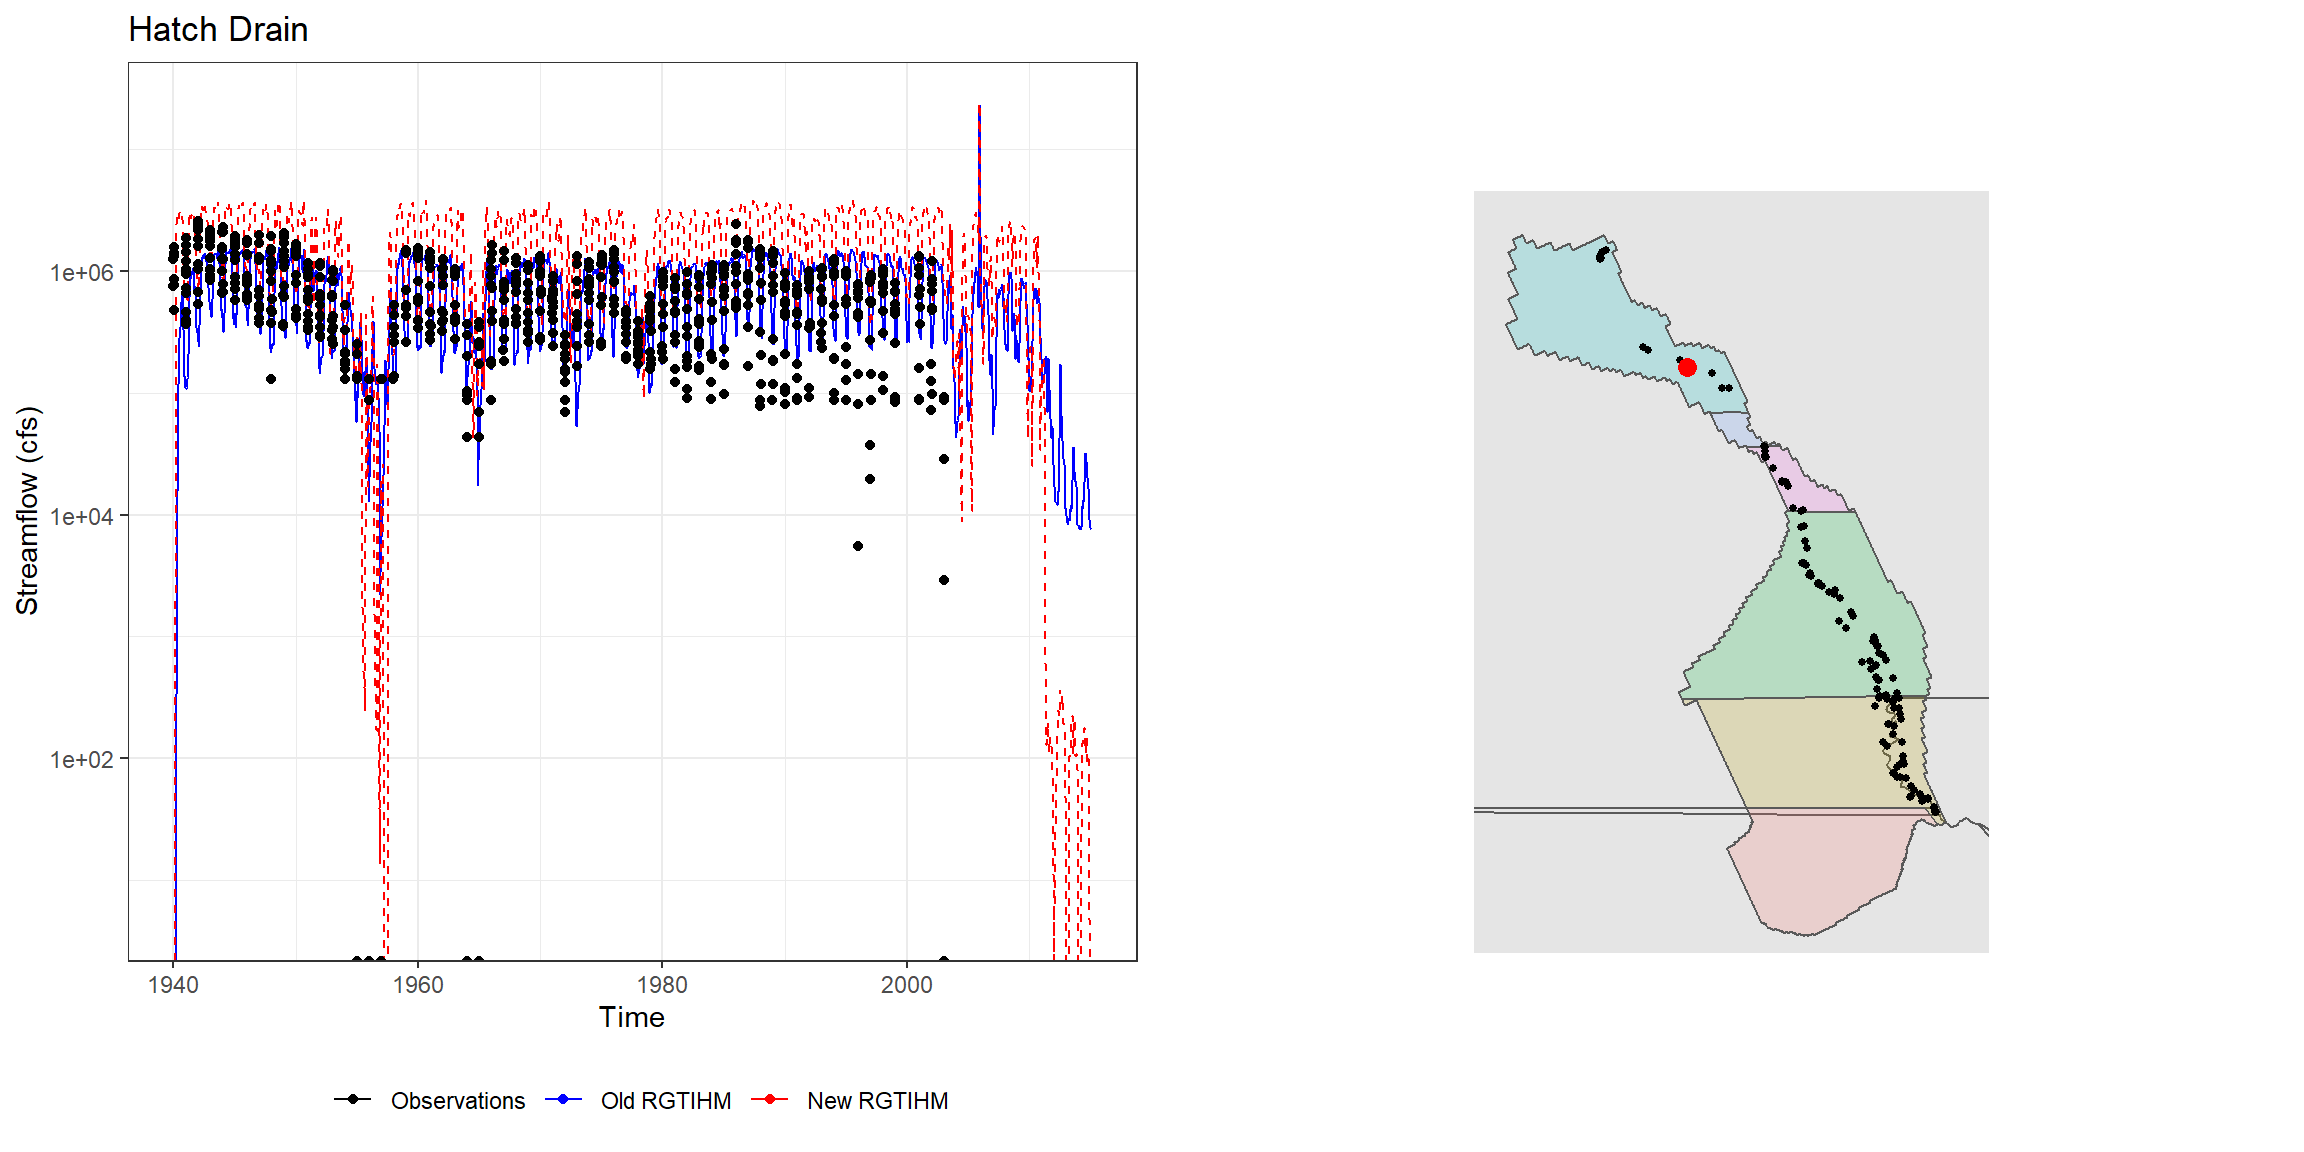 Hatch Drain
Streamflow (cfs)
1e+06
1e+04
1e+02
1940 1960 1980 2000
Time
Observations Old RGTIHM New RGTIHM